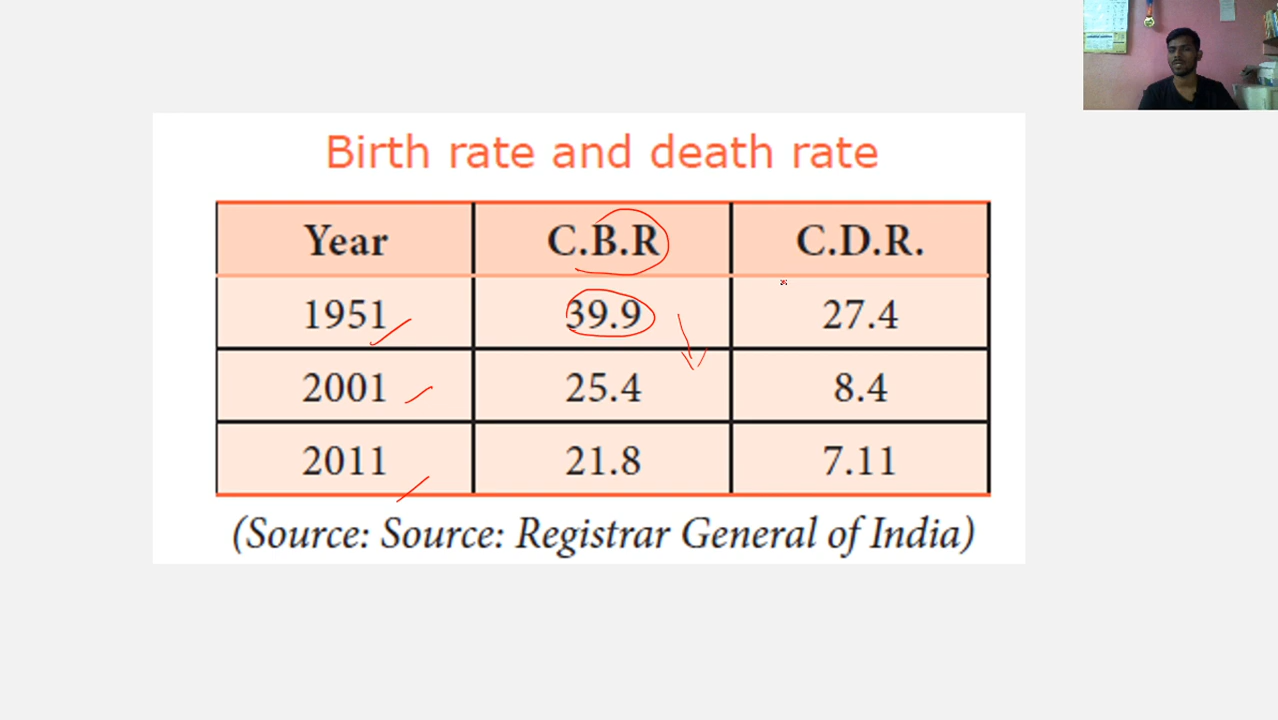 Birth rate and death rate
Year C.B.R C.D.R.
1951 39.9 27.4
2001 25.4 8.4
2011 21.8 7.11
(Source: Source: Registrar General of India)